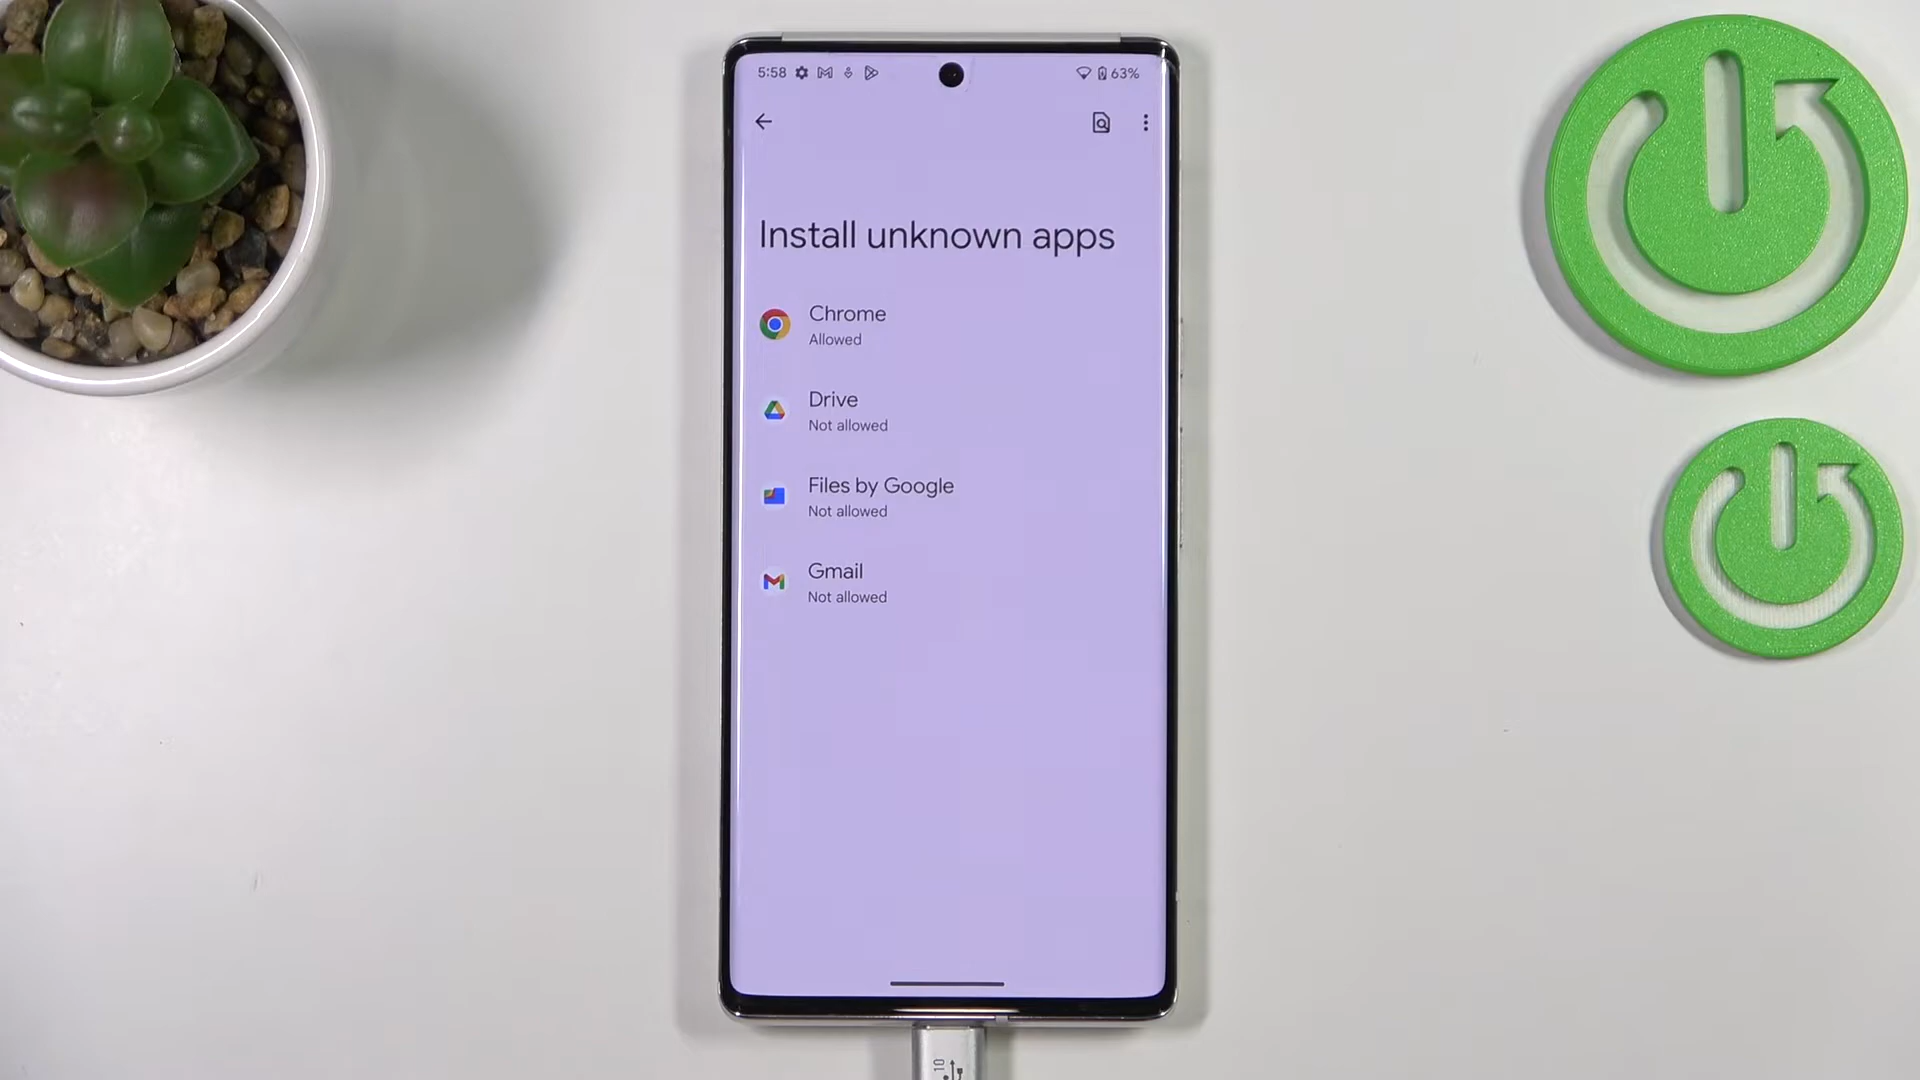 5:58 63%
Install unknown apps
Chrome
Allowed
Drive
Not allowed
Files by Google
Not allowed
Gmail
Not allowed
10